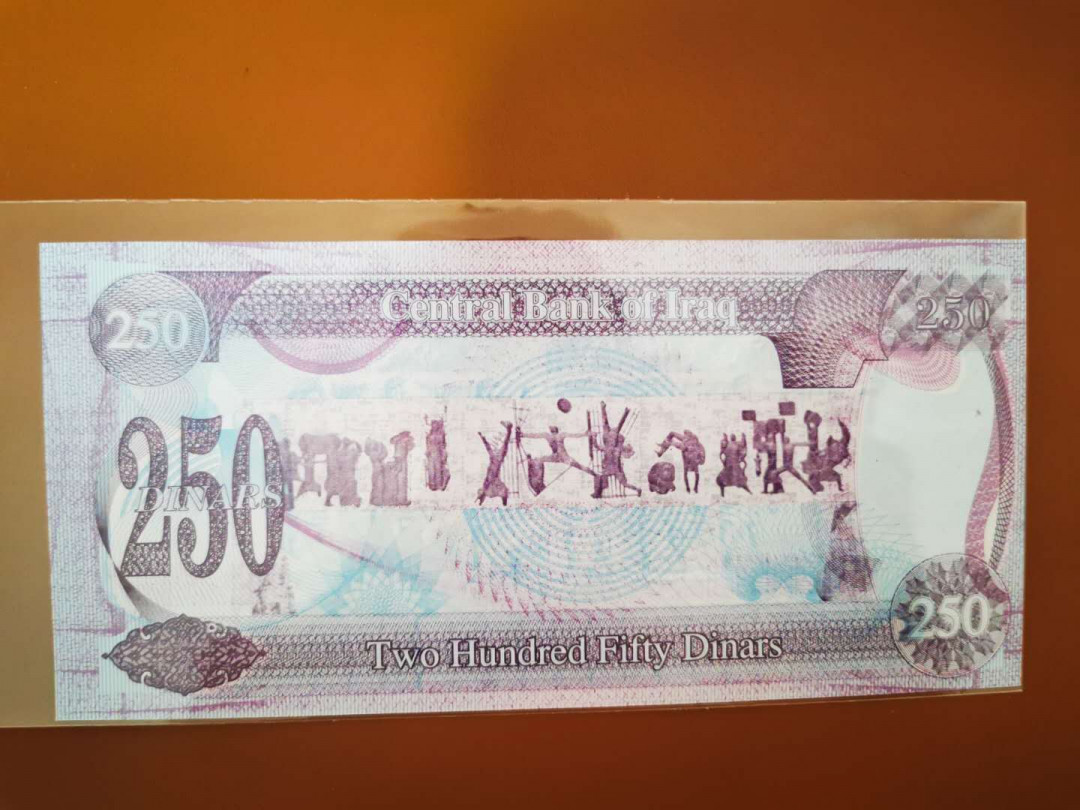 250
Central Bank of Iraq
250
250
DINARS
Two Hundred Fifty Dinars
250